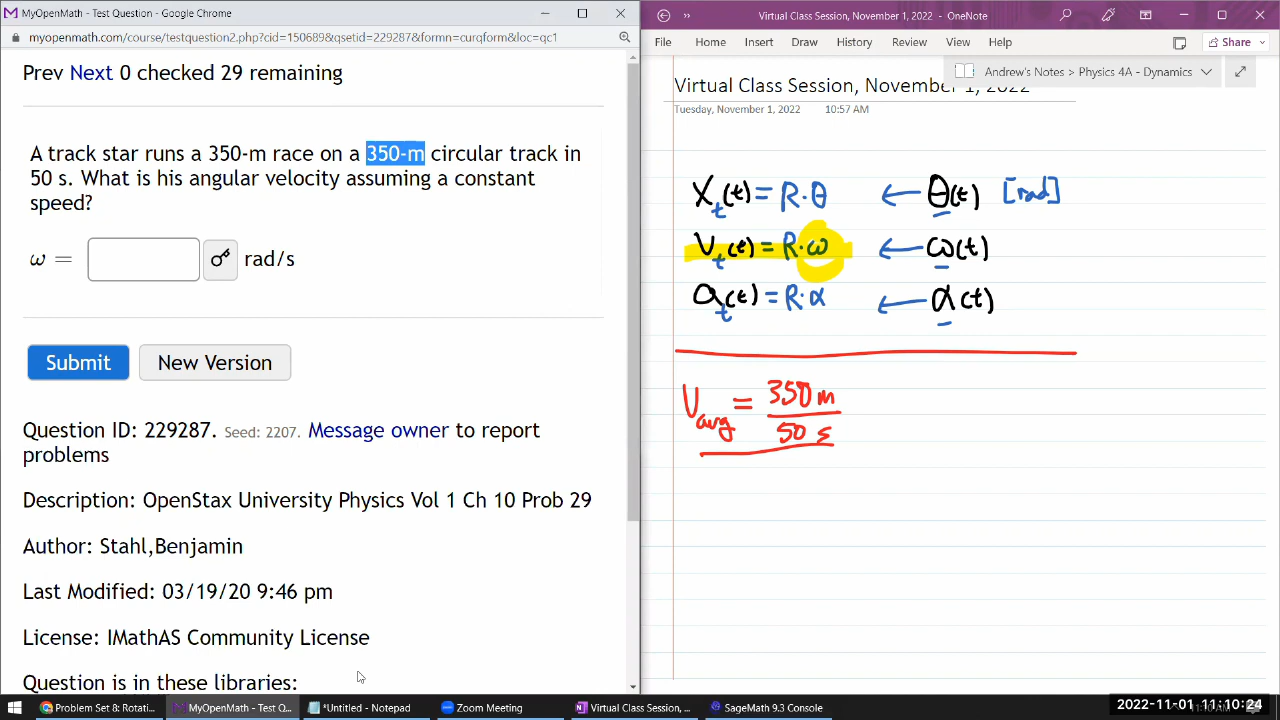 MyOpenMath - Test Question - Google Chrome
myopenmath.com/course/testquestion2.php?cid=150689&qsetid=229287&formn=curqform&loc=qc1
Prev Next 0 checked 29 remaining
A track star runs a 350-m race on a 350-m circular track in
50 s. What is his angular velocity assuming a constant
speed?
ω = rad/s
Submit New Version
Question ID: 229287. Seed: 2207. Message owner to report
problems
Description: OpenStax University Physics Vol 1 Ch 10 Prob 29
Author: Stahl,Benjamin
Last Modified: 03/19/20 9:46 pm
License: IMathAS Community License
Question is in these libraries:
Virtual Class Session, November 1, 2022 - OneNote
File Home Insert Draw History Review View Help Share
Andrew's Notes > Physics 4A - Dynamics
Virtual Class Session, November 1, 2022
Tuesday, November 1, 2022 10:57 AM
X_t(t) = R·θ ← θ(t) [rad]
V_t(t) = R·ω ← ω(t)
a_t(t) = R·α ← α(t)
V_avg = 350 m
50 s
Problem Set & Rotati... MyOpenMath - Test Q... *Untitled - Notepad Zoom Meeting Virtual Class Session, ... SageMath 9.3 Console
2022-11-01 11:10:24